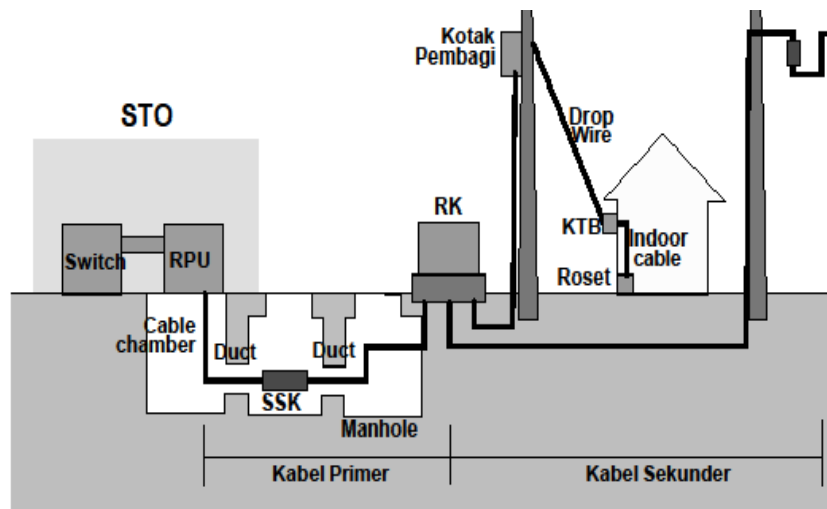 Kotak
Pembagi
STO
Drop
Wire
RK
KTB
Indoor
cable
Switch
RPU
Roset
Cable
chamber
Duct
Duct
SSK
Manhole
Kabel Primer
Kabel Sekunder